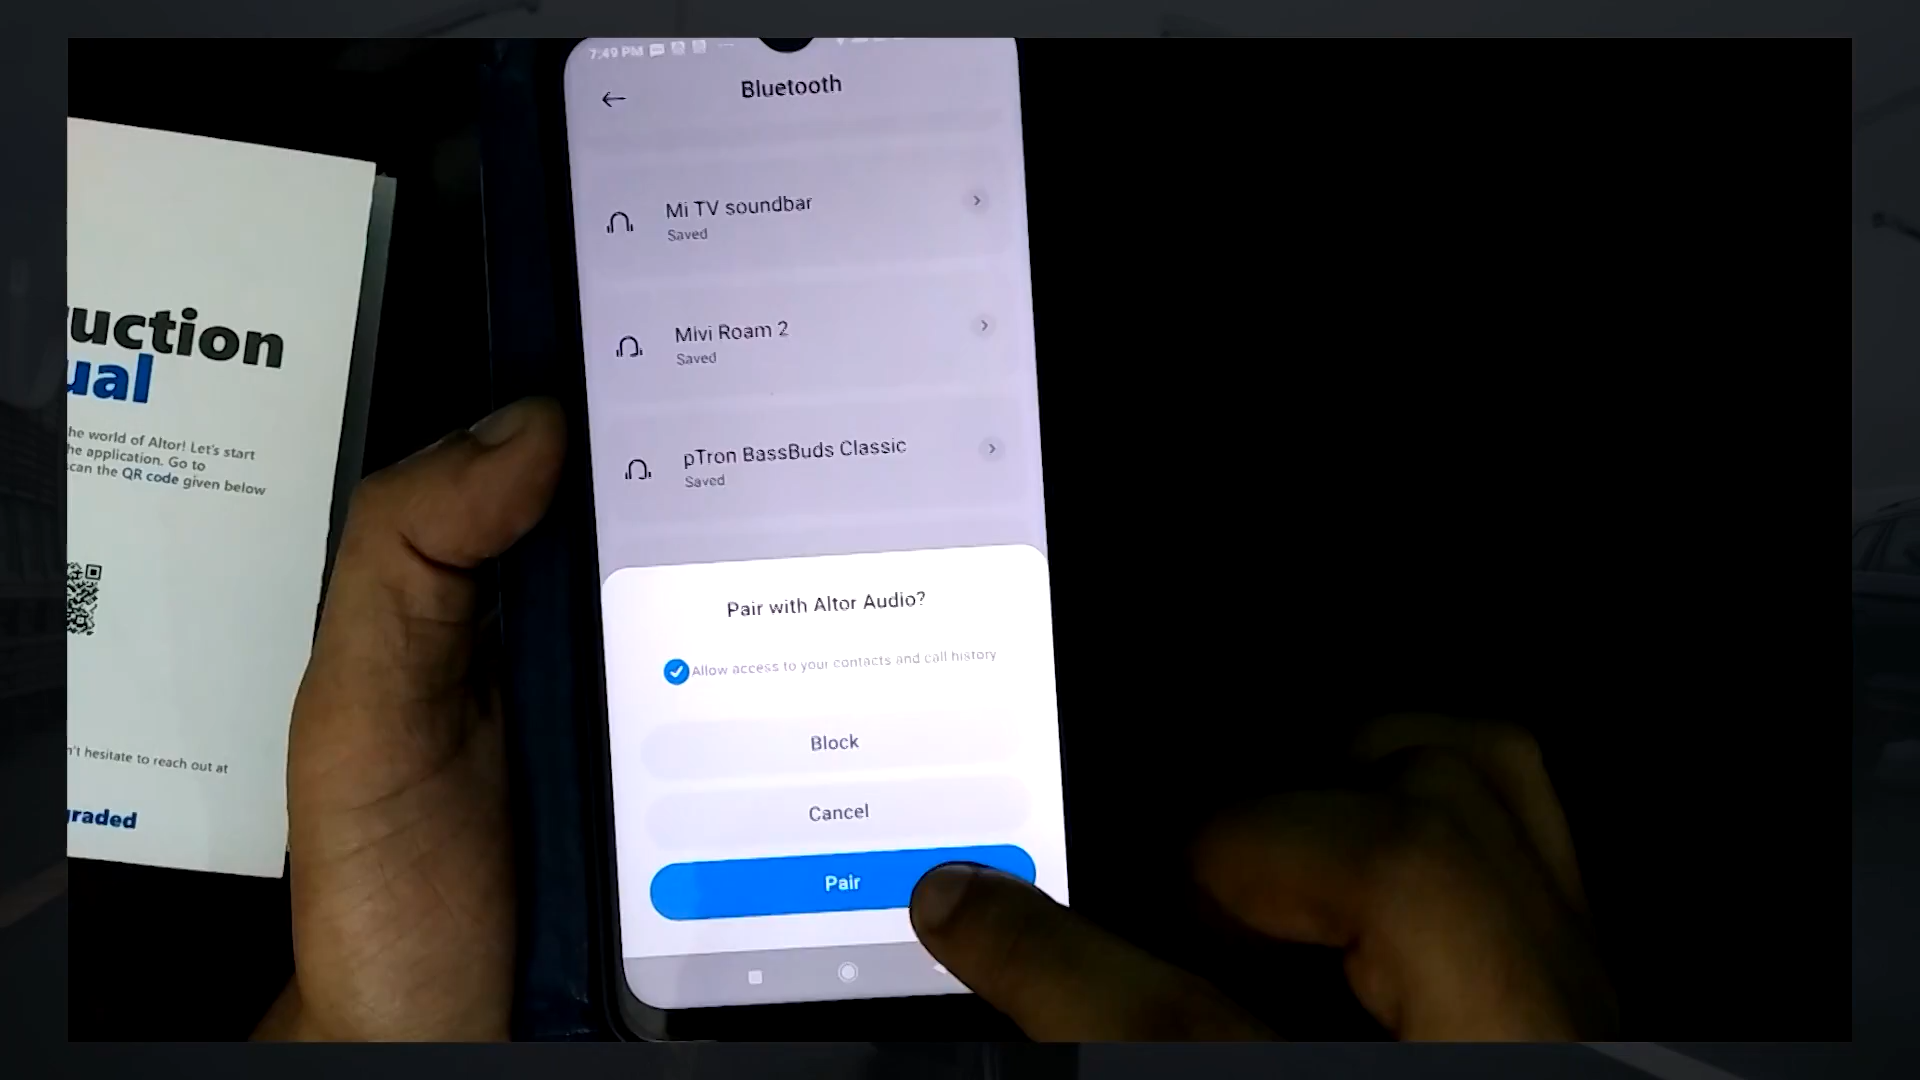 7:49 PM
Bluetooth
Mi TV soundbar
Saved
Mivi Roam 2
Saved
pTron BassBuds Classic
Saved
Pair with Altor Audio?
Allow access to your contacts and call history
Block
Cancel
Pair
uction
ual
he world of Altor! Let's start
he application. Go to
can the QR code given below
n't hesitate to reach out at
graded